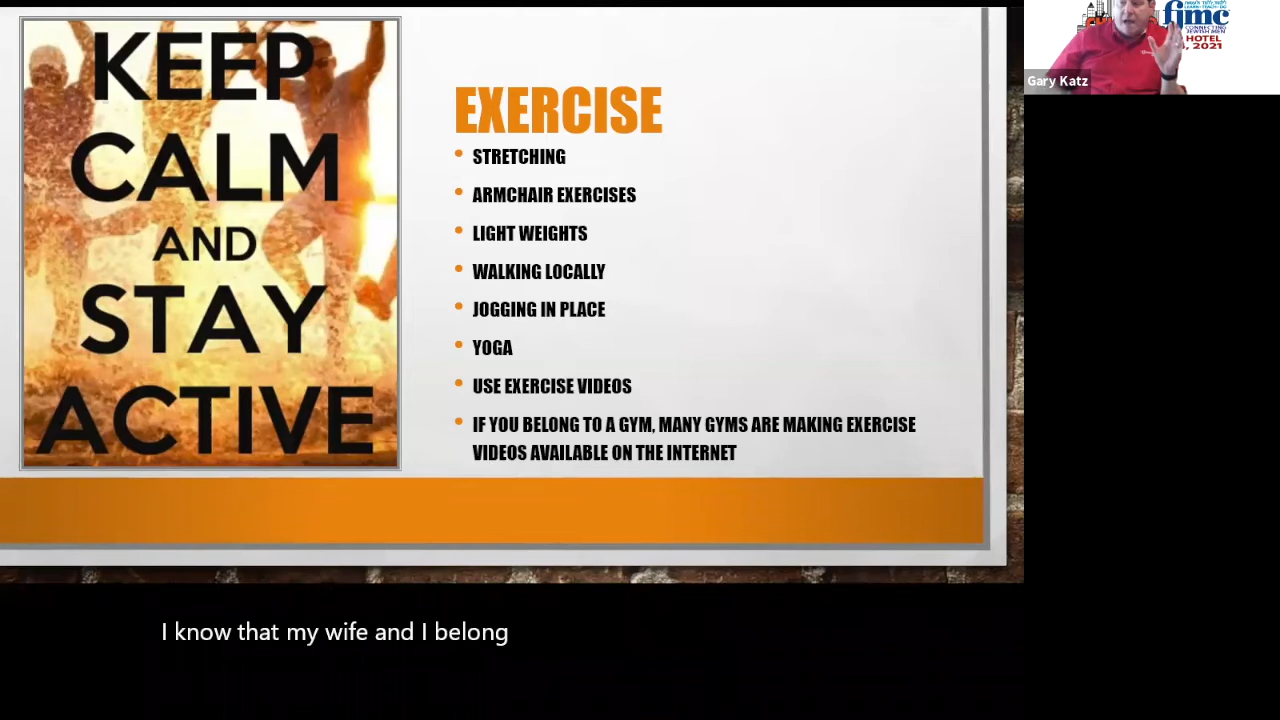 KEEP
CALM
AND
STAY
ACTIVE
EXERCISE
• STRETCHING
• ARMCHAIR EXERCISES
• LIGHT WEIGHTS
• WALKING LOCALLY
• JOGGING IN PLACE
• YOGA
• USE EXERCISE VIDEOS
• IF YOU BELONG TO A GYM, MANY GYMS ARE MAKING EXERCISE
VIDEOS AVAILABLE ON THE INTERNET
fjmc
CONNECTING
JEWISH MEN
HOTEL
, 2021
Gary Katz
I know that my wife and I belong